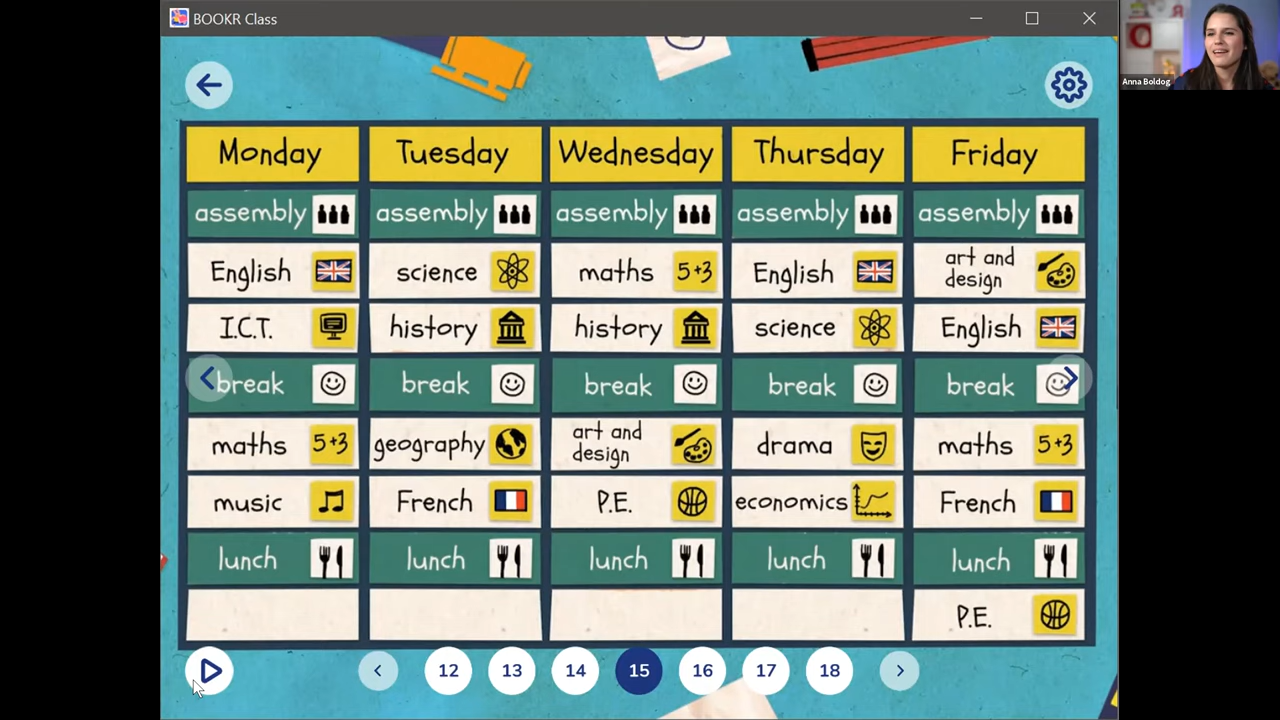 BOOKR Class
Anna Boldog
Monday Tuesday Wednesday Thursday Friday
assembly assembly assembly assembly assembly
English science maths 5+3 English art and design
I.C.T. history history science English
break break break break break
maths 5+3 geography art and design drama maths 5+3
music French P.E. economics French
lunch lunch lunch lunch lunch
P.E.
12 13 14 15 16 17 18